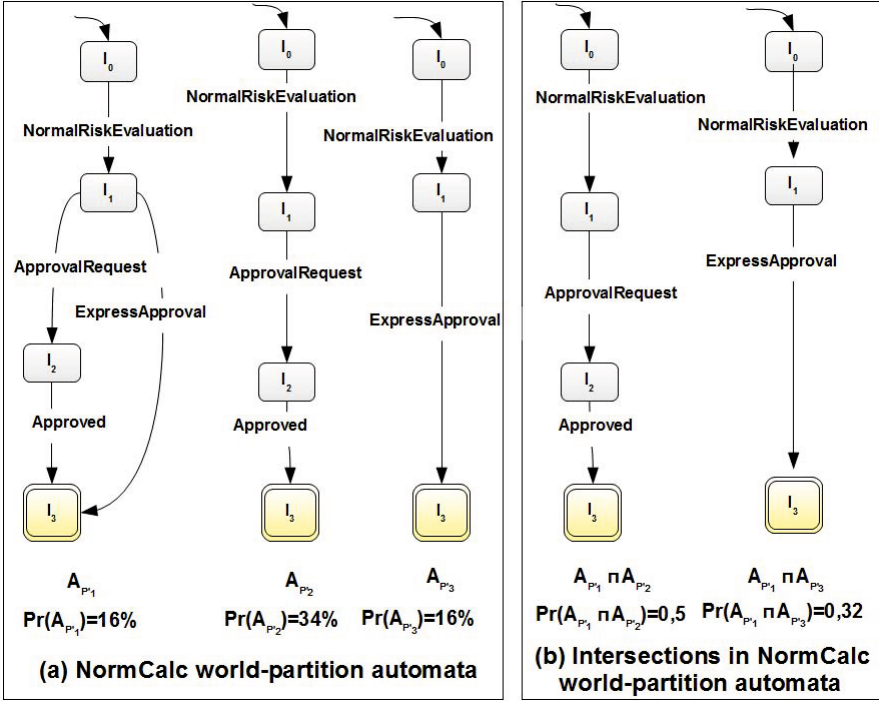 I0
NormalRiskEvaluation
I1
ApprovalRequest
ExpressApproval
I2
Approved
I3
AP'1
Pr(AP'1)=16%
I0
NormalRiskEvaluation
I1
ApprovalRequest
I2
Approved
I3
AP'2
Pr(AP'2)=34%
I0
NormalRiskEvaluation
I1
ExpressApproval
I3
AP'3
Pr(AP'3)=16%
(a) NormCalc world-partition automata
I0
NormalRiskEvaluation
I1
ApprovalRequest
I2
Approved
I3
AP'1 ⊓ AP'2
Pr(AP'1 ⊓ AP'2)=0,5
I0
NormalRiskEvaluation
I1
ExpressApproval
I3
AP'1 ⊓ AP'3
Pr(AP'1 ⊓ AP'3)=0,32
(b) Intersections in NormCalc
world-partition automata